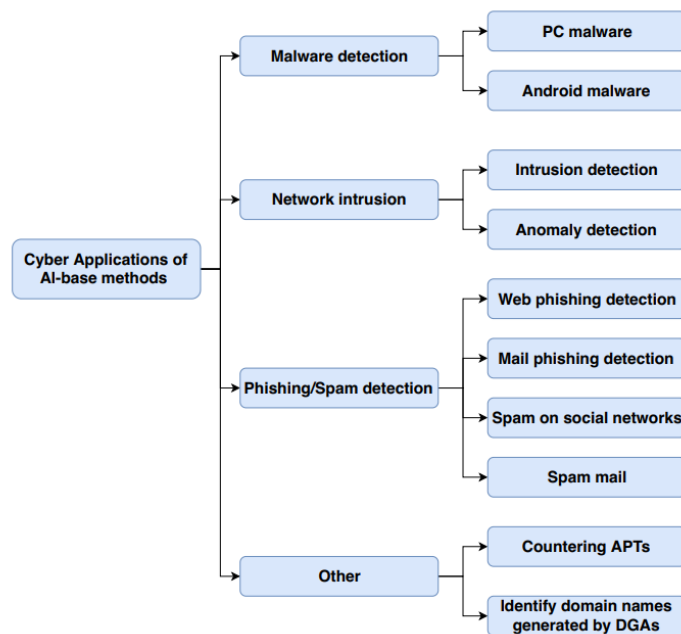 Cyber Applications of
AI-base methods
Malware detection
PC malware
Android malware
Network intrusion
Intrusion detection
Anomaly detection
Phishing/Spam detection
Web phishing detection
Mail phishing detection
Spam on social networks
Spam mail
Other
Countering APTs
Identify domain names
generated by DGAs